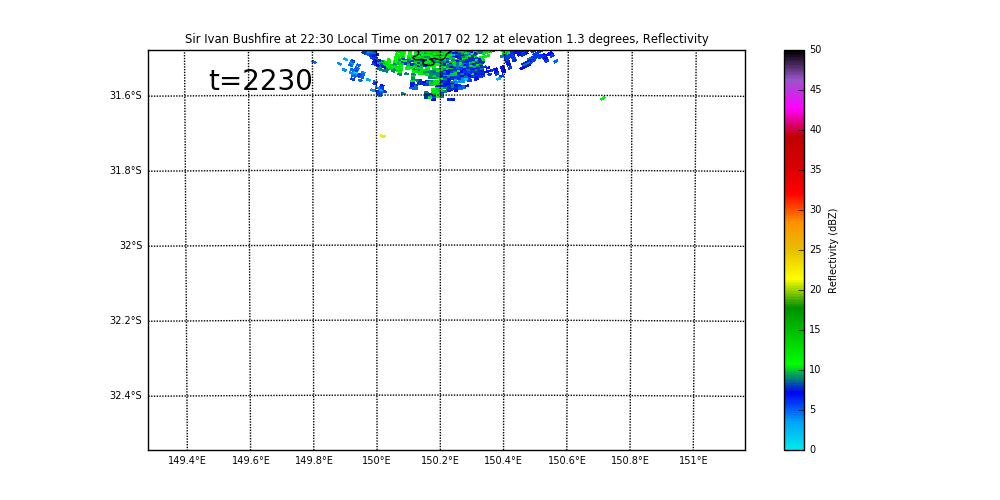 Sir Ivan Bushfire at 22:30 Local Time on 2017 02 12 at elevation 1.3 degrees, Reflectivity
t=2230
31.6°S
31.8°S
32°S
32.2°S
32.4°S
149.4°E 149.6°E 149.8°E 150°E 150.2°E 150.4°E 150.6°E 150.8°E 151°E
50
45
40
35
30
25
20
15
10
5
0
Reflectivity (dBZ)